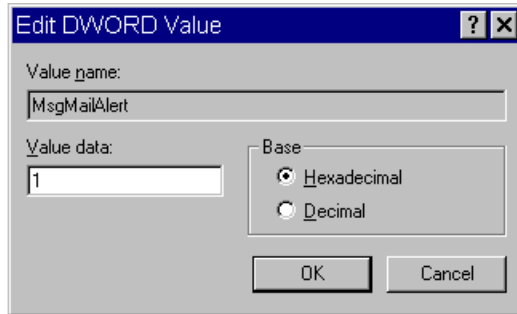 Edit DWORD Value
Value name:
MsgMailAlert
Value data:
1
Base
Hexadecimal
Decimal
OK
Cancel